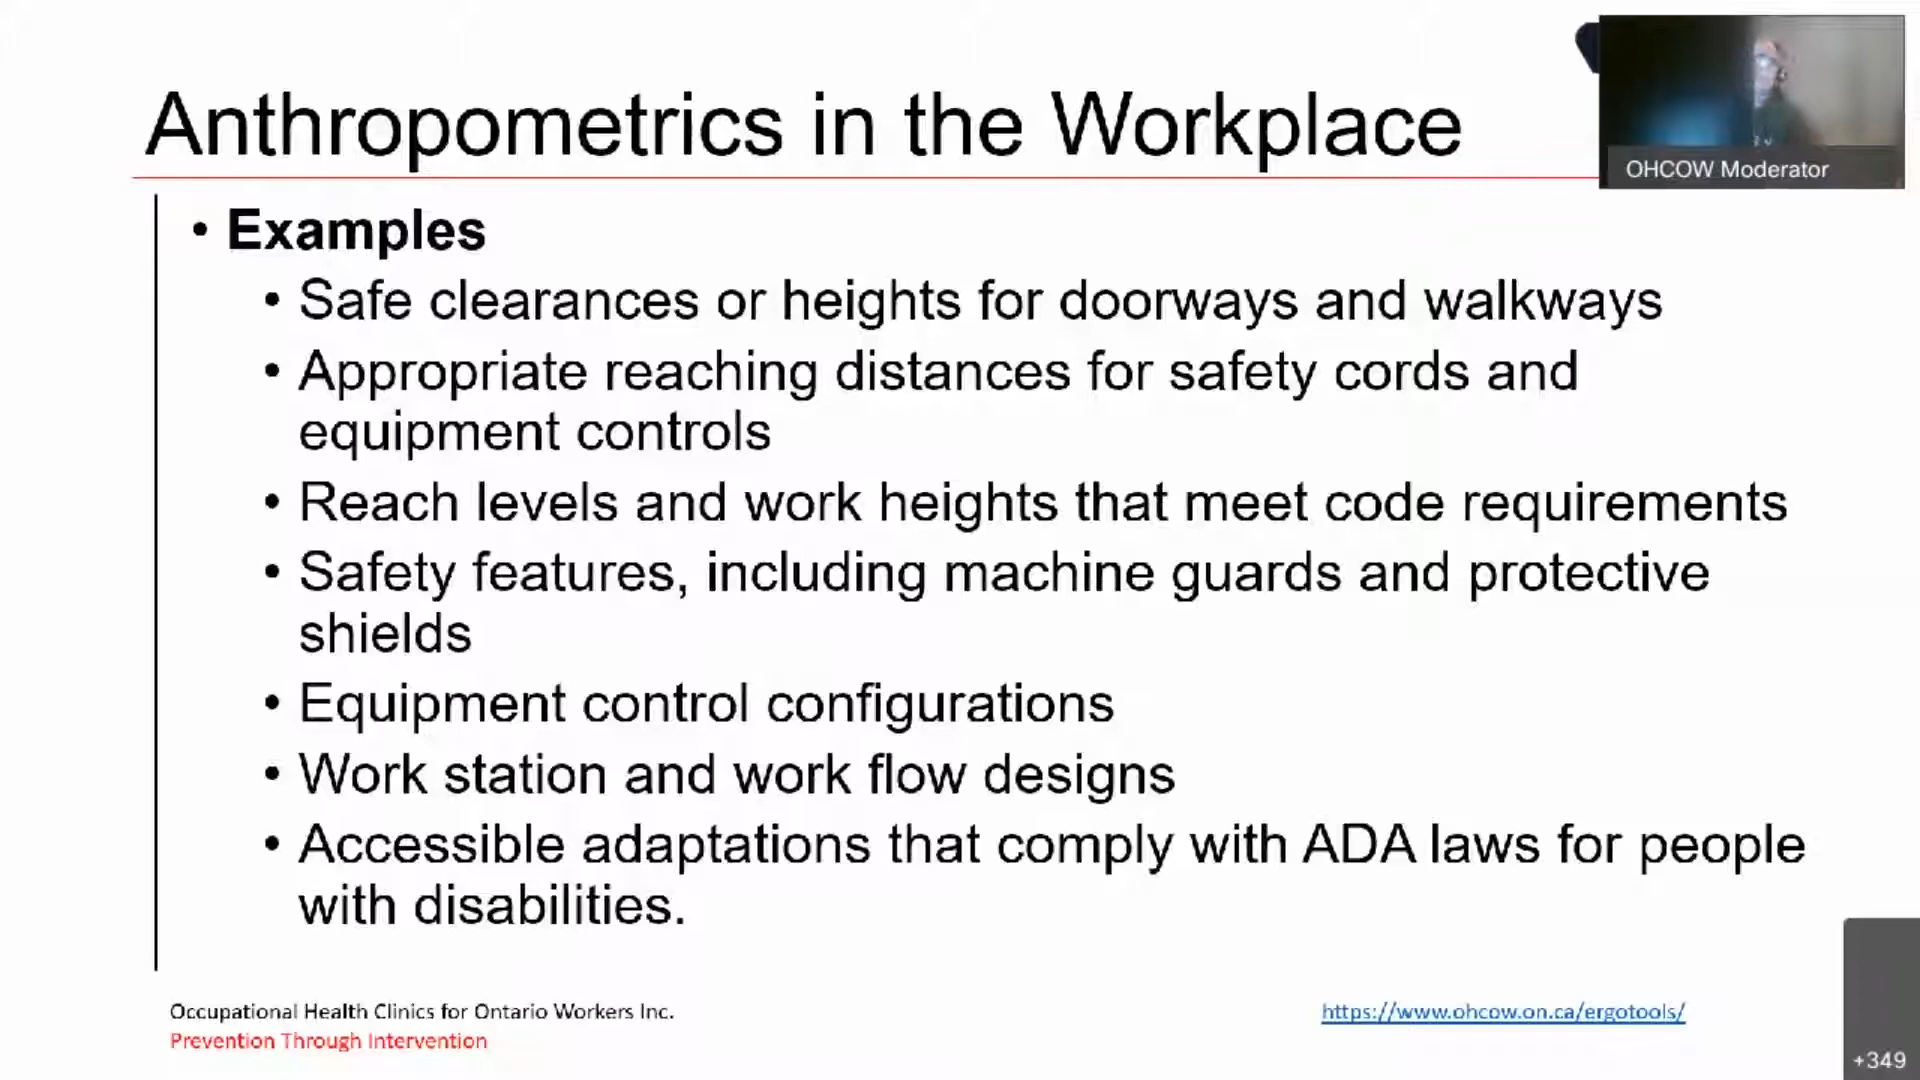 Anthropometrics in the Workplace
OHCOW Moderator
• Examples
• Safe clearances or heights for doorways and walkways
• Appropriate reaching distances for safety cords and
equipment controls
• Reach levels and work heights that meet code requirements
• Safety features, including machine guards and protective
shields
• Equipment control configurations
• Work station and work flow designs
• Accessible adaptations that comply with ADA laws for people
with disabilities.
Occupational Health Clinics for Ontario Workers Inc.
Prevention Through Intervention
https://www.ohcow.on.ca/ergotools/
+349